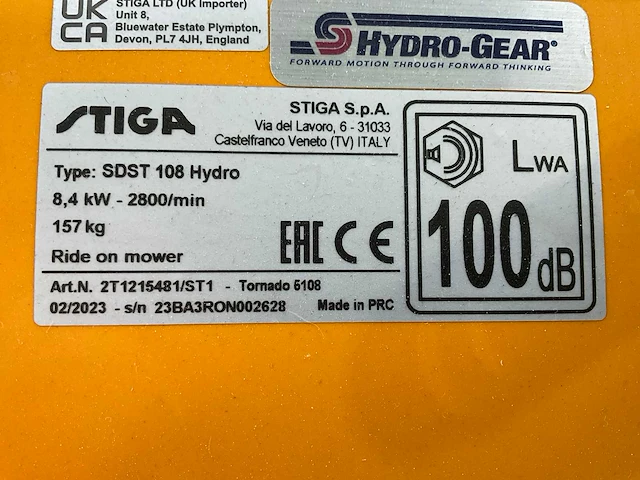 UK
CA
STIGA LTD (UK Importer)
Unit 8,
Bluewater Estate Plympton,
Devon, PL7 4JH, England
HYDRO-GEAR®
FORWARD MOTION THROUGH FORWARD THINKING
STIGA
STIGA S.p.A.
Via del Lavoro, 6 - 31033
Castelfranco Veneto (TV) ITALY
Type: SDST 108 Hydro
8,4 kW - 2800/min
157 kg
Ride on mower
EAC CE
Art.N. 2T1215481/ST1 - Tornado 6108
02/2023 - s/n 23BA3RON002628 Made in PRC
LWA
100 dB